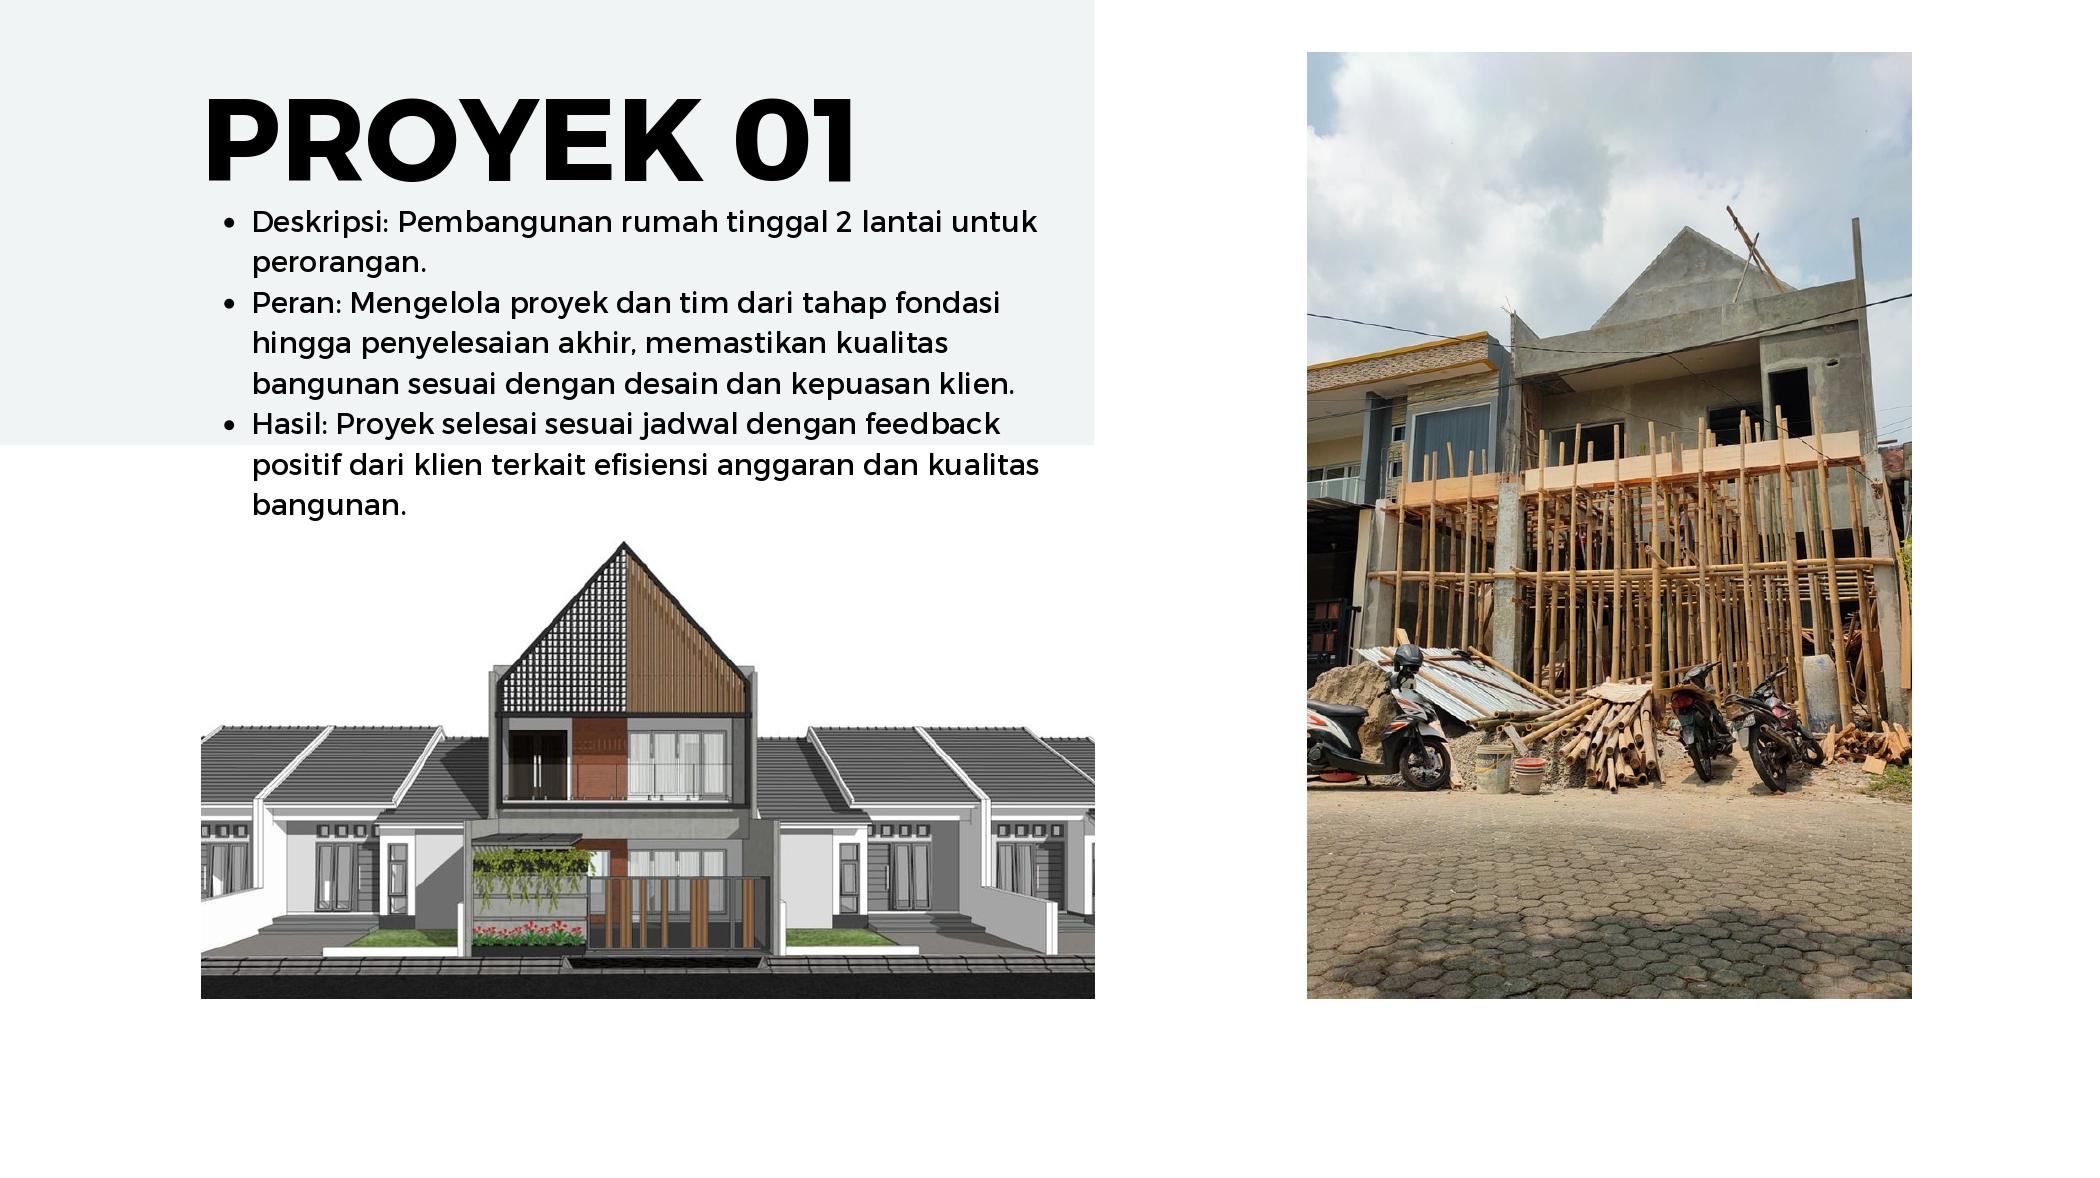 PROYEK 01
• Deskripsi: Pembangunan rumah tinggal 2 lantai untuk
perorangan.
• Peran: Mengelola proyek dan tim dari tahap fondasi
hingga penyelesaian akhir, memastikan kualitas
bangunan sesuai dengan desain dan kepuasan klien.
• Hasil: Proyek selesai sesuai jadwal dengan feedback
positif dari klien terkait efisiensi anggaran dan kualitas
bangunan.